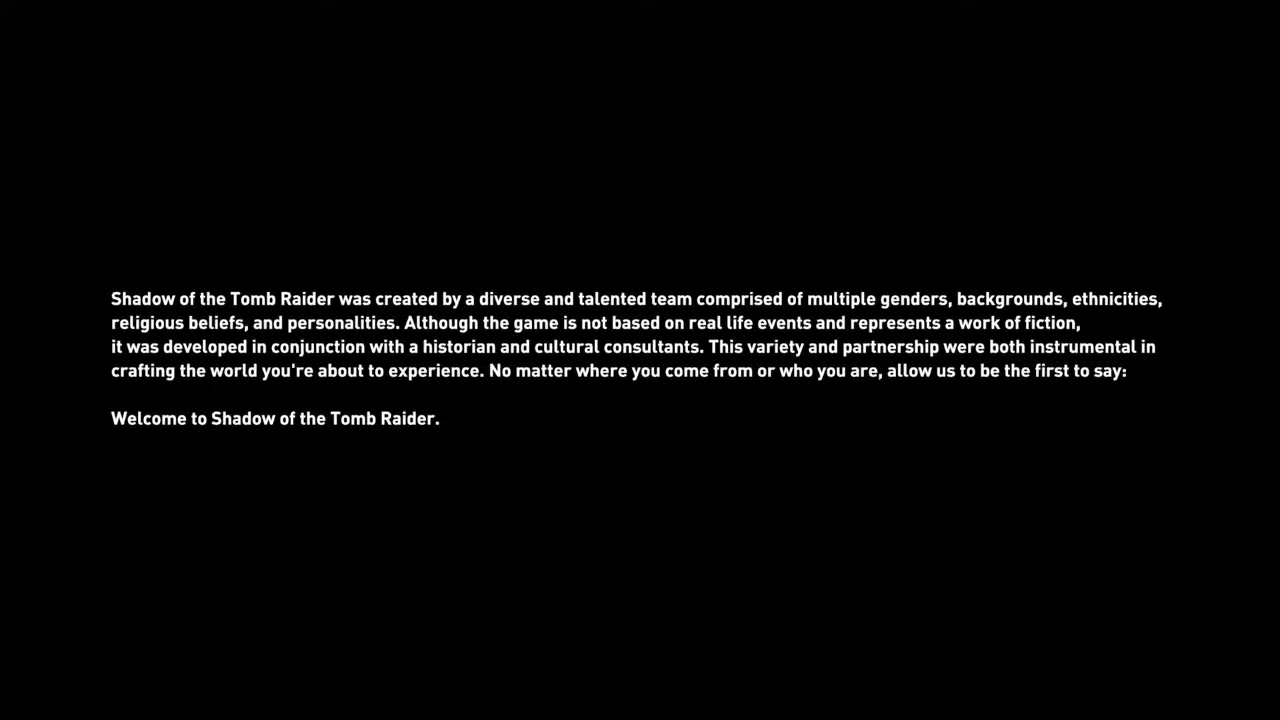 Shadow of the Tomb Raider was created by a diverse and talented team comprised of multiple genders, backgrounds, ethnicities,
religious beliefs, and personalities. Although the game is not based on real life events and represents a work of fiction,
it was developed in conjunction with a historian and cultural consultants. This variety and partnership were both instrumental in
crafting the world you're about to experience. No matter where you come from or who you are, allow us to be the first to say:
Welcome to Shadow of the Tomb Raider.